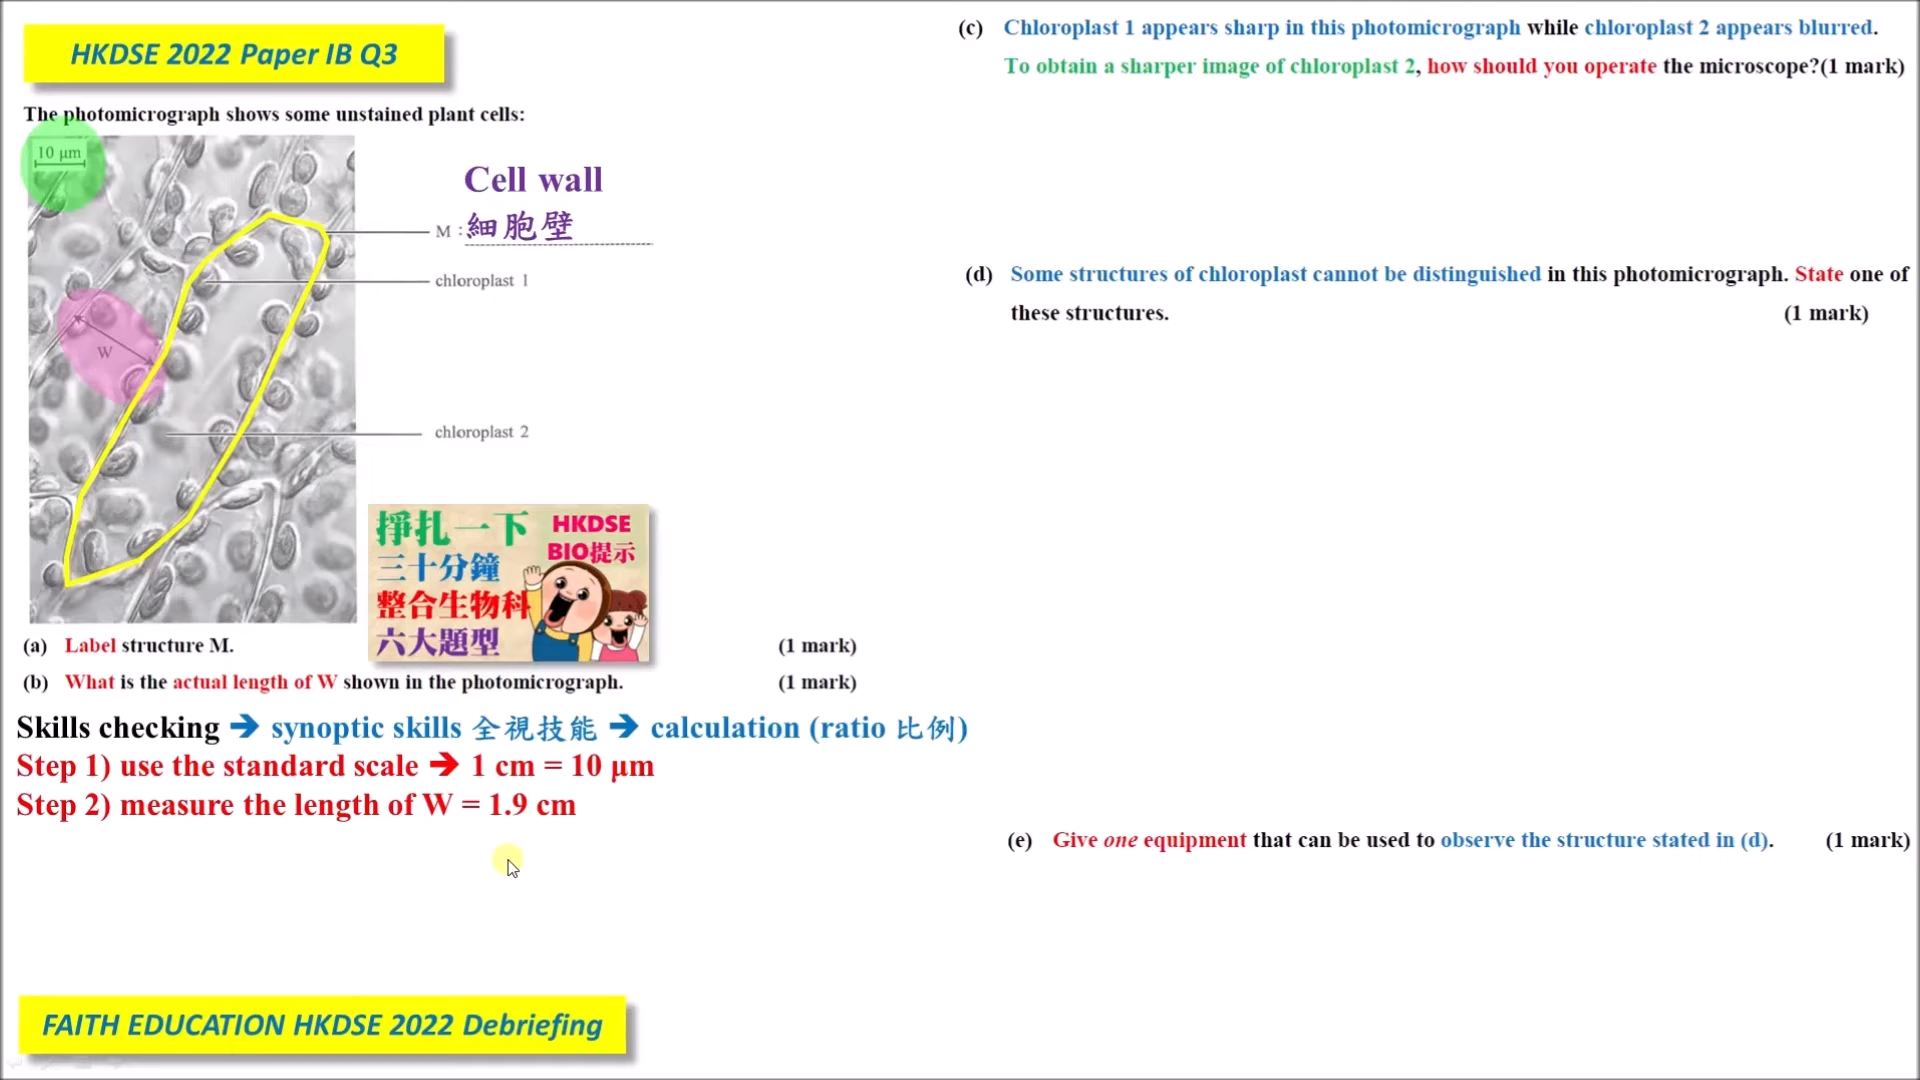 HKDSE 2022 Paper IB Q3
The photomicrograph shows some unstained plant cells:
10 μm
W
Cell wall
M : 細胞壁
chloroplast 1
chloroplast 2
掙扎一下
三十分鐘
整合生物科
六大題型
HKDSE
BIO提示
(a) Label structure M. (1 mark)
(b) What is the actual length of W shown in the photomicrograph. (1 mark)
Skills checking ➔ synoptic skills 全視技能 ➔ calculation (ratio 比例)
Step 1) use the standard scale ➔ 1 cm = 10 μm
Step 2) measure the length of W = 1.9 cm
FAITH EDUCATION HKDSE 2022 Debriefing
(c) Chloroplast 1 appears sharp in this photomicrograph while chloroplast 2 appears blurred.
To obtain a sharper image of chloroplast 2, how should you operate the microscope?(1 mark)
(d) Some structures of chloroplast cannot be distinguished in this photomicrograph. State one of
these structures. (1 mark)
(e) Give one equipment that can be used to observe the structure stated in (d). (1 mark)